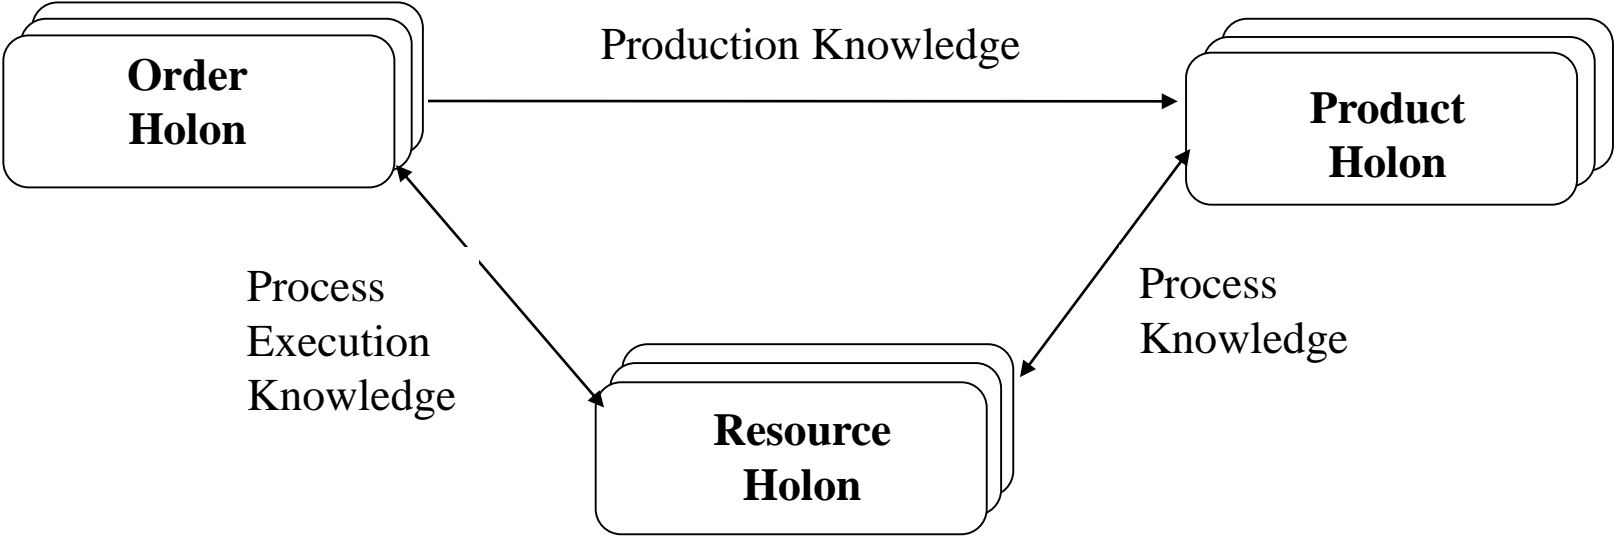 Production Knowledge
Order
Holon
Product
Holon
Process
Execution
Knowledge
Process
Knowledge
Resource
Holon